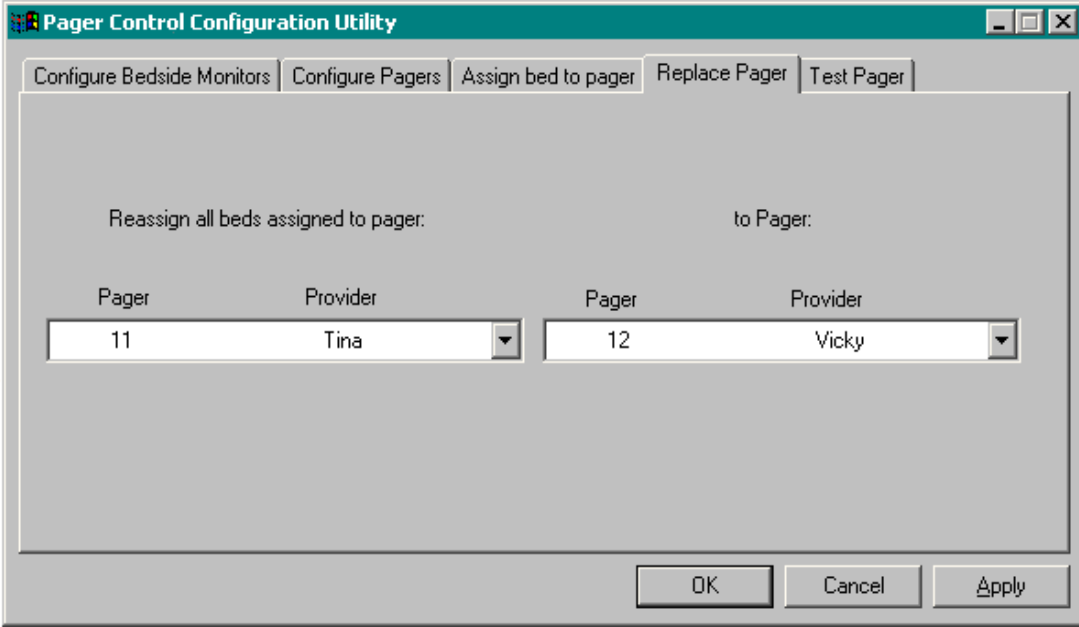 Pager Control Configuration Utility
Configure Bedside Monitors Configure Pagers Assign bed to pager Replace Pager Test Pager
Reassign all beds assigned to pager: to Pager:
Pager Provider Pager Provider
11 Tina 12 Vicky
OK Cancel Apply